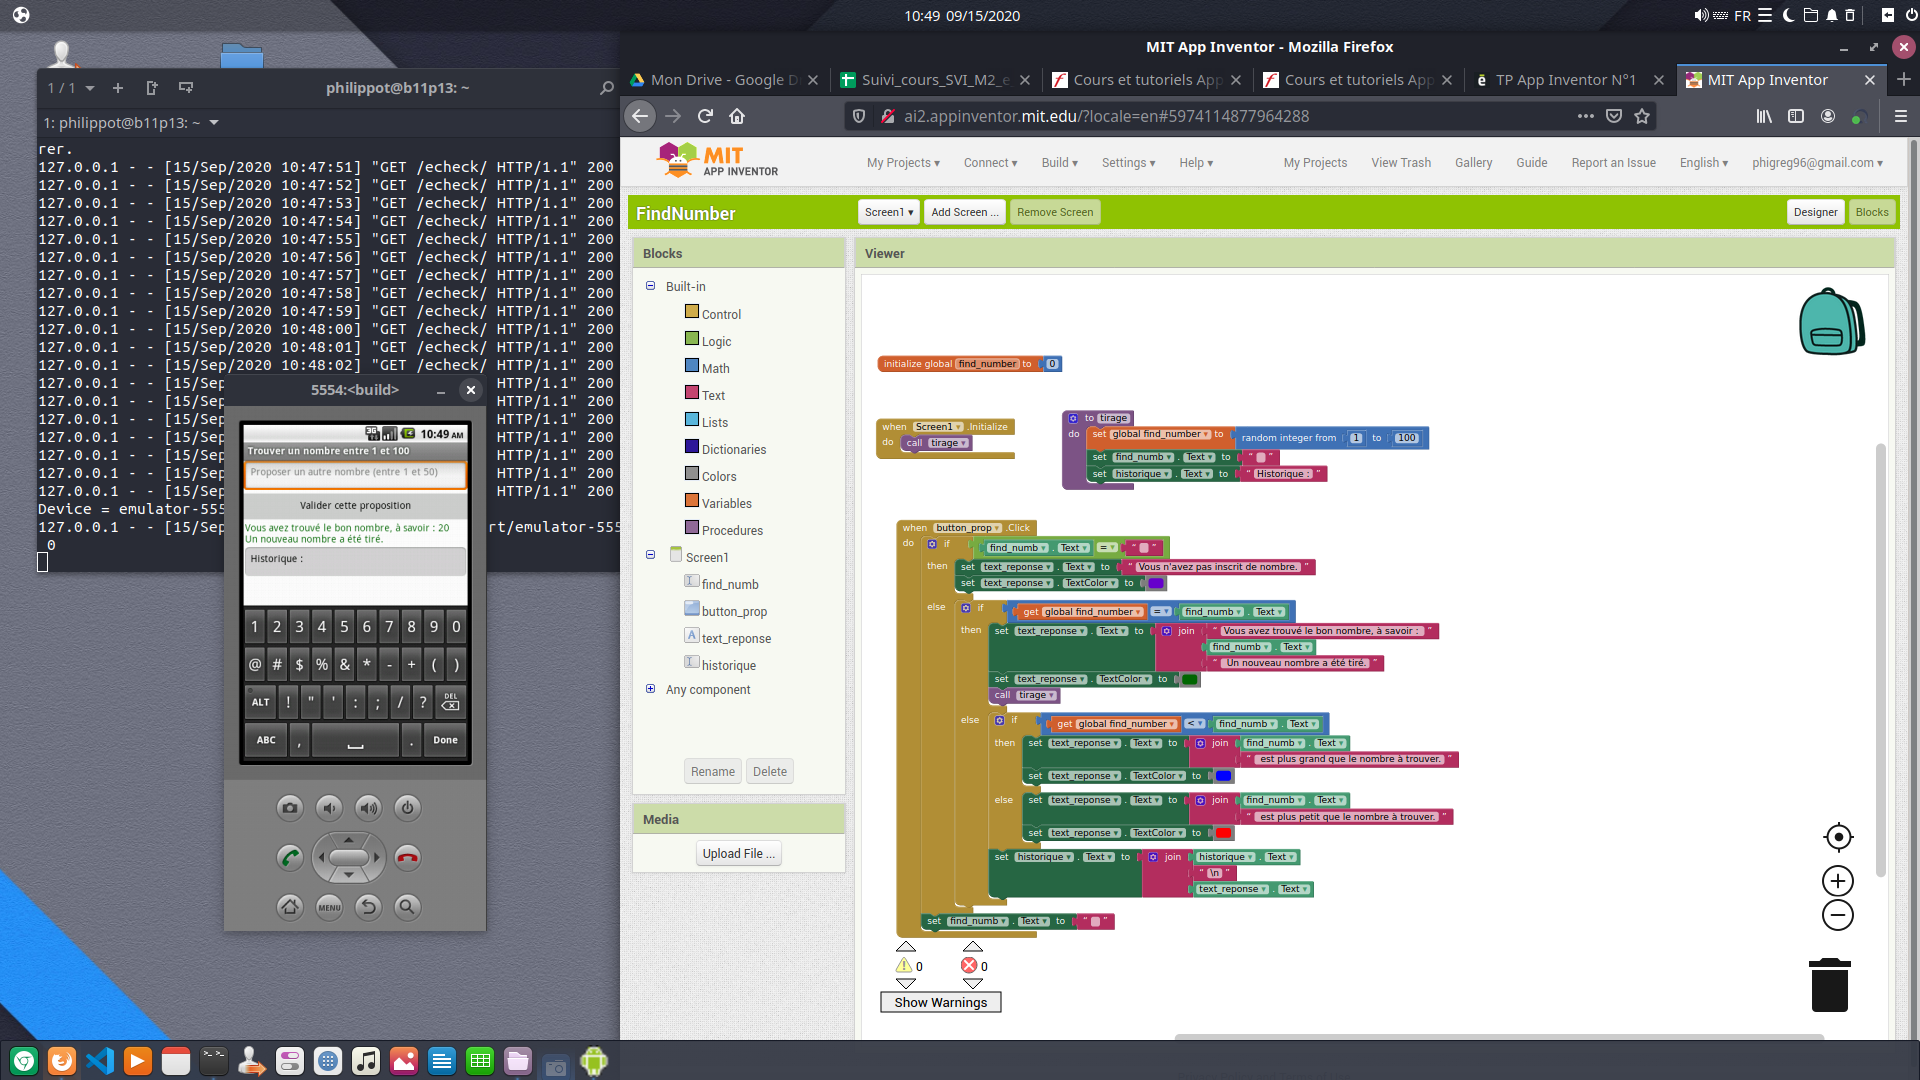 10:49 09/15/2020
FR
1 / 1
philippot@b11p13: ~
1: philippot@b11p13: ~
rer.
127.0.0.1 - - [15/Sep/2020 10:47:51] "GET /echeck/ HTTP/1.1" 200
127.0.0.1 - - [15/Sep/2020 10:47:52] "GET /echeck/ HTTP/1.1" 200
127.0.0.1 - - [15/Sep/2020 10:47:53] "GET /echeck/ HTTP/1.1" 200
127.0.0.1 - - [15/Sep/2020 10:47:54] "GET /echeck/ HTTP/1.1" 200
127.0.0.1 - - [15/Sep/2020 10:47:55] "GET /echeck/ HTTP/1.1" 200
127.0.0.1 - - [15/Sep/2020 10:47:56] "GET /echeck/ HTTP/1.1" 200
127.0.0.1 - - [15/Sep/2020 10:47:57] "GET /echeck/ HTTP/1.1" 200
127.0.0.1 - - [15/Sep/2020 10:47:58] "GET /echeck/ HTTP/1.1" 200
127.0.0.1 - - [15/Sep/2020 10:47:59] "GET /echeck/ HTTP/1.1" 200
127.0.0.1 - - [15/Sep/2020 10:48:00] "GET /echeck/ HTTP/1.1" 200
127.0.0.1 - - [15/Sep/2020 10:48:01] "GET /echeck/ HTTP/1.1" 200
127.0.0.1 - - [15/Sep/2020 10:48:02] "GET /echeck/ HTTP/1.1" 200
127.0.0.1 - - [15/Sep HTTP/1.1" 200
127.0.0.1 - - [15/Sep HTTP/1.1" 200
127.0.0.1 - - [15/Sep HTTP/1.1" 200
127.0.0.1 - - [15/Sep HTTP/1.1" 200
127.0.0.1 - - [15/Sep HTTP/1.1" 200
127.0.0.1 - - [15/Sep HTTP/1.1" 200
127.0.0.1 - - [15/Sep HTTP/1.1" 200
Device = emulator-555
127.0.0.1 - - [15/Sep rt/emulator-555
0
5554:<build>
3G 10:49 AM
Trouver un nombre entre 1 et 100
Proposer un autre nombre (entre 1 et 50)
Valider cette proposition
Vous avez trouvé le bon nombre, à savoir : 20
Un nouveau nombre a été tiré.
Historique :
1 2 3 4 5 6 7 8 9 0
@ # $ % & * - + ( )
ALT ! " ' : ; / ? DEL
ABC , . Done
MENU
MIT App Inventor - Mozilla Firefox
Mon Drive - Google D
Suivi_cours_SVI_M2_e
Cours et tutoriels App
Cours et tutoriels App
ē TP App Inventor N°1
MIT App Inventor
ai2.appinventor.mit.edu/?locale=en#5974114877964288
MIT
APP INVENTOR
My Projects Connect Build Settings Help My Projects View Trash Gallery Guide Report an Issue English phigreg96@gmail.com
FindNumber
Screen1 Add Screen ... Remove Screen Designer Blocks
Blocks
Built-in
Control
Logic
Math
Text
Lists
Dictionaries
Colors
Variables
Procedures
Screen1
find_numb
button_prop
text_reponse
historique
Any component
Rename Delete
Media
Upload File ...
Viewer
initialize global find_number to 0
when Screen1 .Initialize
do call tirage
to tirage
do set global find_number to random integer from 1 to 100
set find_numb . Text to " "
set historique . Text to " Historique : "
when button_prop .Click
do if find_numb . Text = " "
then set text_reponse . Text to " Vous n'avez pas inscrit de nombre. "
set text_reponse . TextColor to
else if get global find_number = find_numb . Text
then set text_reponse . Text to join " Vous avez trouvé le bon nombre, à savoir : "
find_numb . Text
" Un nouveau nombre a été tiré. "
set text_reponse . TextColor to
call tirage
else if get global find_number < find_numb . Text
then set text_reponse . Text to join find_numb . Text
" est plus grand que le nombre à trouver. "
set text_reponse . TextColor to
else set text_reponse . Text to join find_numb . Text
" est plus petit que le nombre à trouver. "
set text_reponse . TextColor to
set historique . Text to join historique . Text
" \n "
text_reponse . Text
set find_numb . Text to " "
0 0
Show Warnings